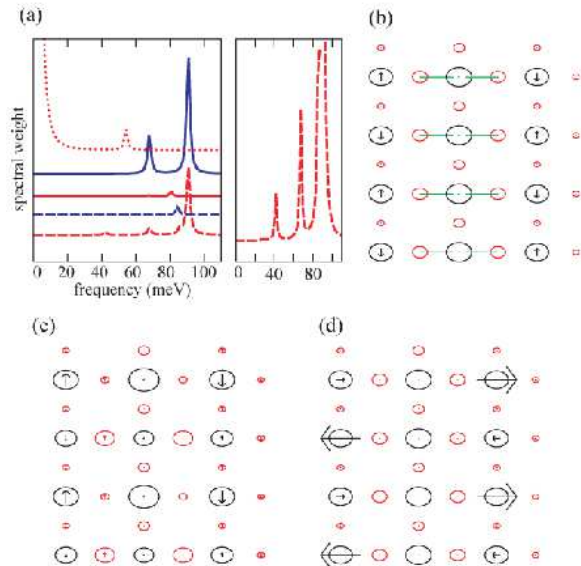 (a)
(b)
spectral weight
0 20 40 60 80 100
0 40 80
frequency (meV)
(c)
(d)